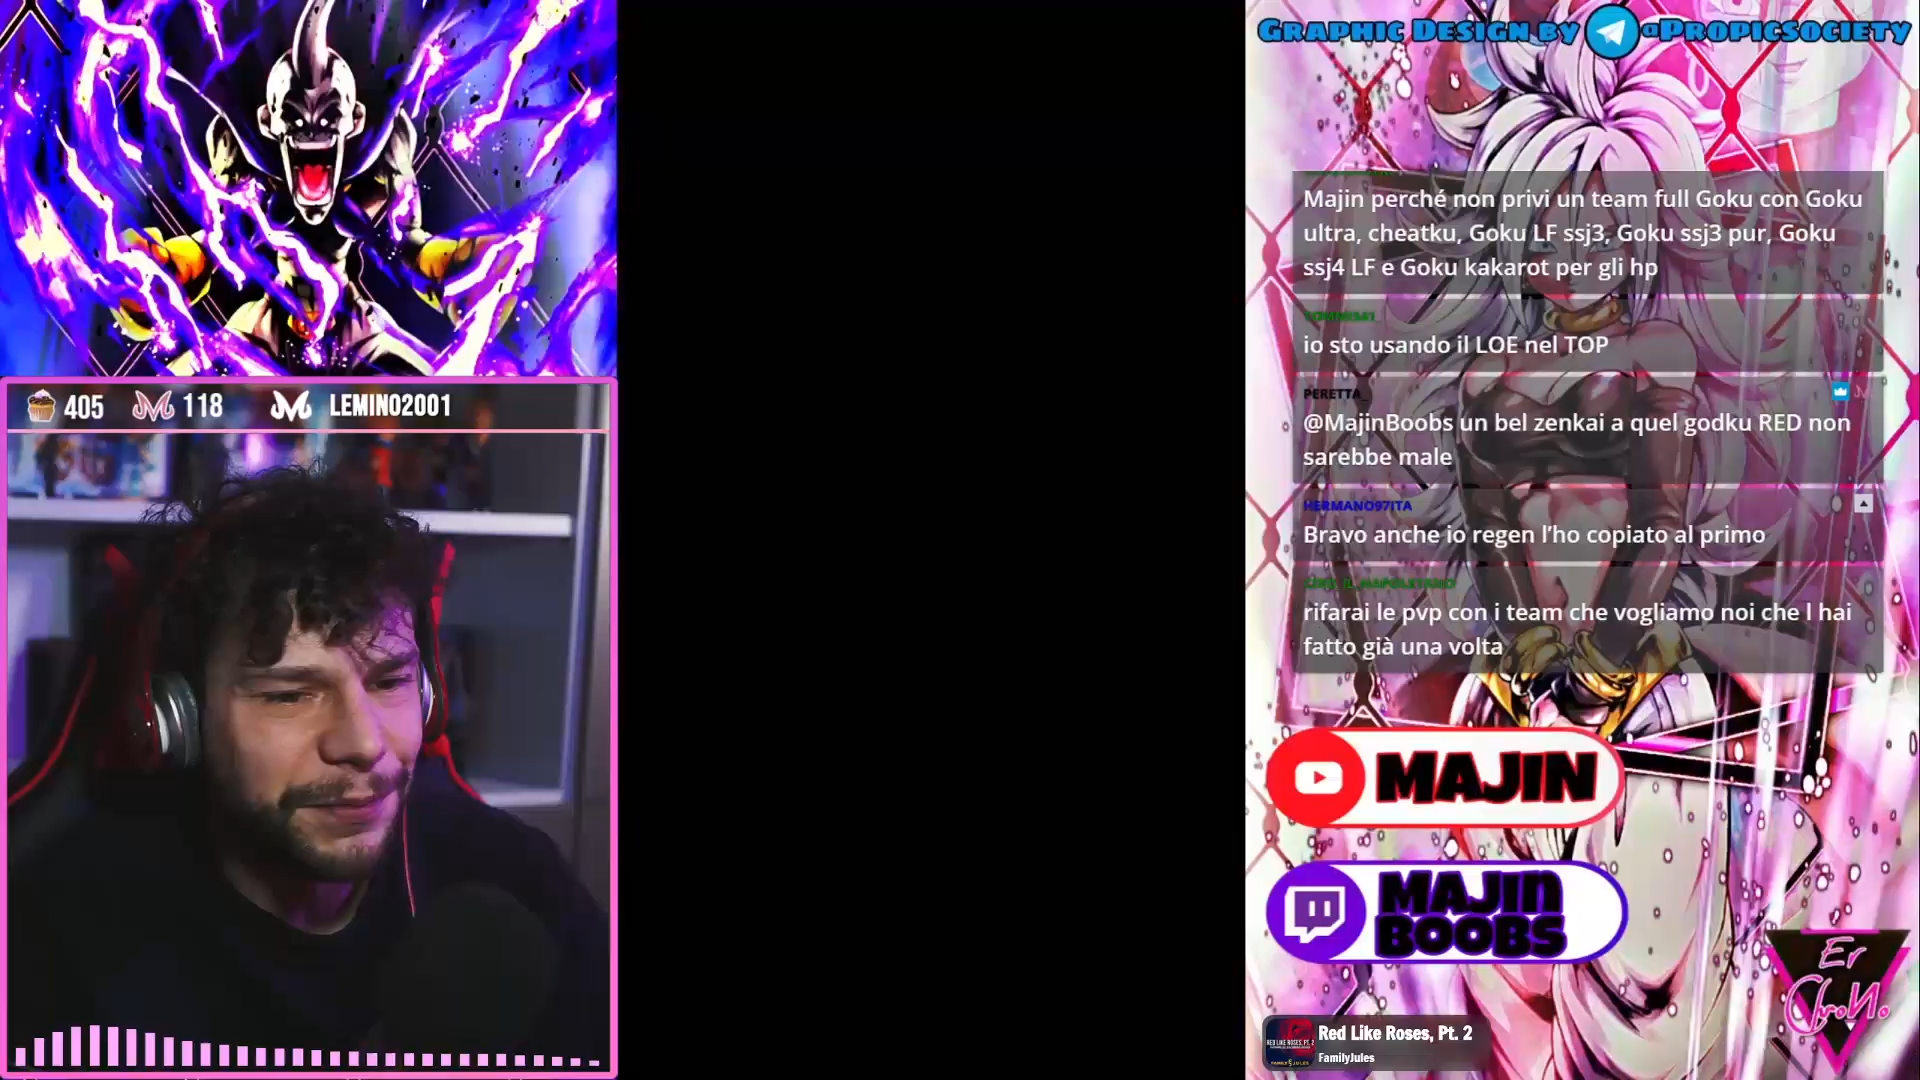 GRAPHIC DESIGN BY @PROPICSOCIETY
Majin perché non privi un team full Goku con Goku
ultra, cheatku, Goku LF ssj3, Goku ssj3 pur, Goku
ssj4 LF e Goku kakarot per gli hp
io sto usando il LOE nel TOP
PERETTA_
@MajinBoobs un bel zenkai a quel godku RED non
sarebbe male
HERMANO97ITA
Bravo anche io regen l’ho copiato al primo
rifarai le pvp con i team che vogliamo noi che l hai
fatto già una volta
405 118 LEMINO2001
MAJIN
MAJIN
BOOBS
Er
ChroNo
Red Like Roses, Pt. 2
FamilyJules